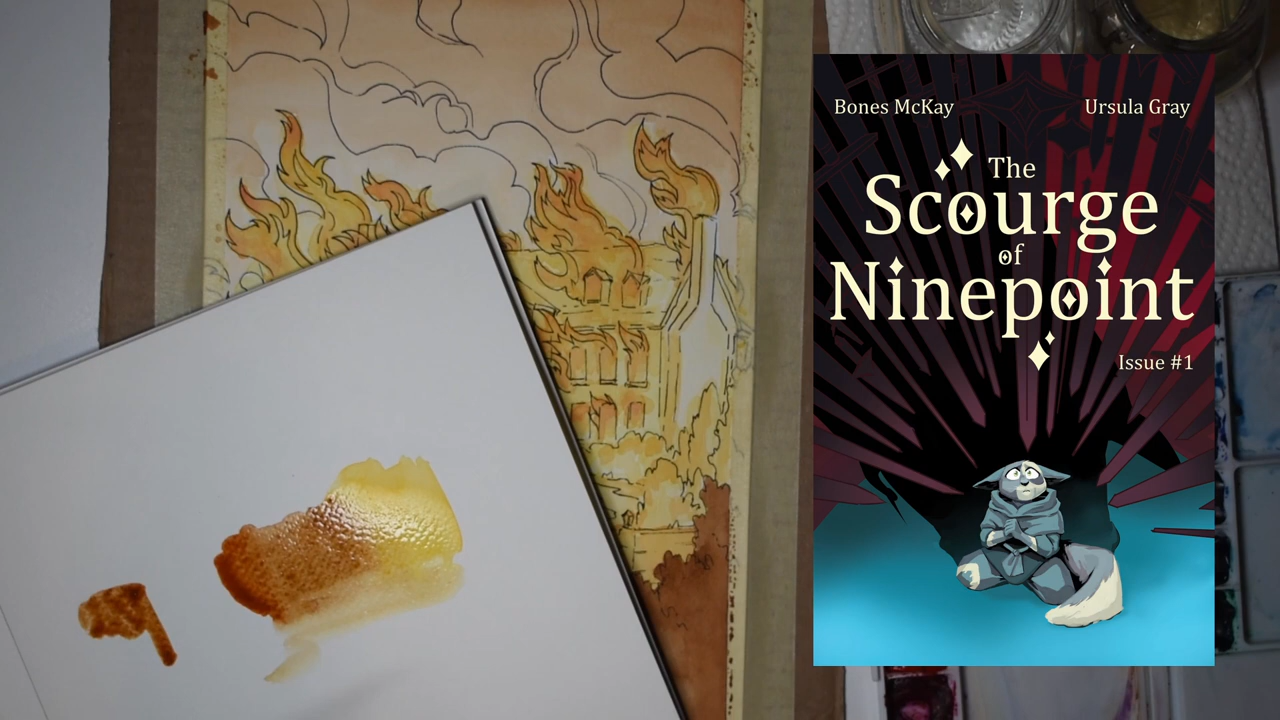 Bones McKay
Ursula Gray
The
Scourge
of
Ninepoint
Issue #1